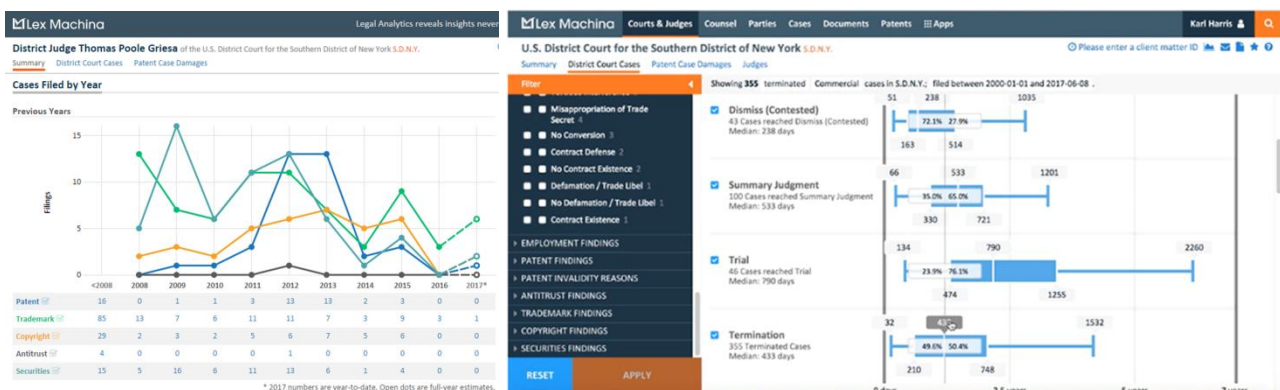 Lex Machina
Legal Analytics reveals insights never
District Judge Thomas Poole Griesa of the U.S. District Court for the Southern District of New York S.D.N.Y.
Summary District Court Cases Patent Case Damages
Cases Filed by Year
Previous Years
15
10
5
0
Filings
<2008 2008 2009 2010 2011 2012 2013 2014 2015 2016 2017*
Patent 16 0 1 1 3 13 13 2 3 0 0
Trademark 85 13 7 6 11 11 7 3 9 3 1
Copyright 29 2 3 2 5 6 7 5 6 0 0
Antitrust 4 0 0 0 0 1 0 0 0 0 0
Securities 15 5 16 6 11 13 6 1 4 0 0
* 2017 numbers are year-to-date. Open dots are full-year estimates.
Lex Machina Courts & Judges Counsel Parties Cases Documents Patents Apps Karl Harris
U.S. District Court for the Southern District of New York S.D.N.Y.
Please enter a client matter ID
Summary District Court Cases Patent Case Damages Judges
Filter
Misappropriation of Trade
Secret 4
No Conversion 3
Contract Defense 2
No Contract Existence 2
Defamation / Trade Libel 1
No Defamation / Trade Libel 1
Contract Existence 1
EMPLOYMENT FINDINGS
PATENT FINDINGS
PATENT INVALIDITY REASONS
ANTITRUST FINDINGS
TRADEMARK FINDINGS
COPYRIGHT FINDINGS
SECURITIES FINDINGS
RESET APPLY
Showing 355 terminated Commercial cases in S.D.N.Y.; filed between 2000-01-01 and 2017-06-08 .
51 238 1035
Dismiss (Contested)
43 Cases reached Dismiss (Contested)
Median: 238 days
72.1% 27.9%
163 514
66 533 1201
Summary Judgment
100 Cases reached Summary Judgment
Median: 533 days
35.0% 65.0%
330 721
134 790 2260
Trial
46 Cases reached Trial
Median: 790 days
23.9% 76.1%
474 1255
32 1532
Termination
355 Terminated Cases
Median: 433 days
49.6% 50.4%
210 748